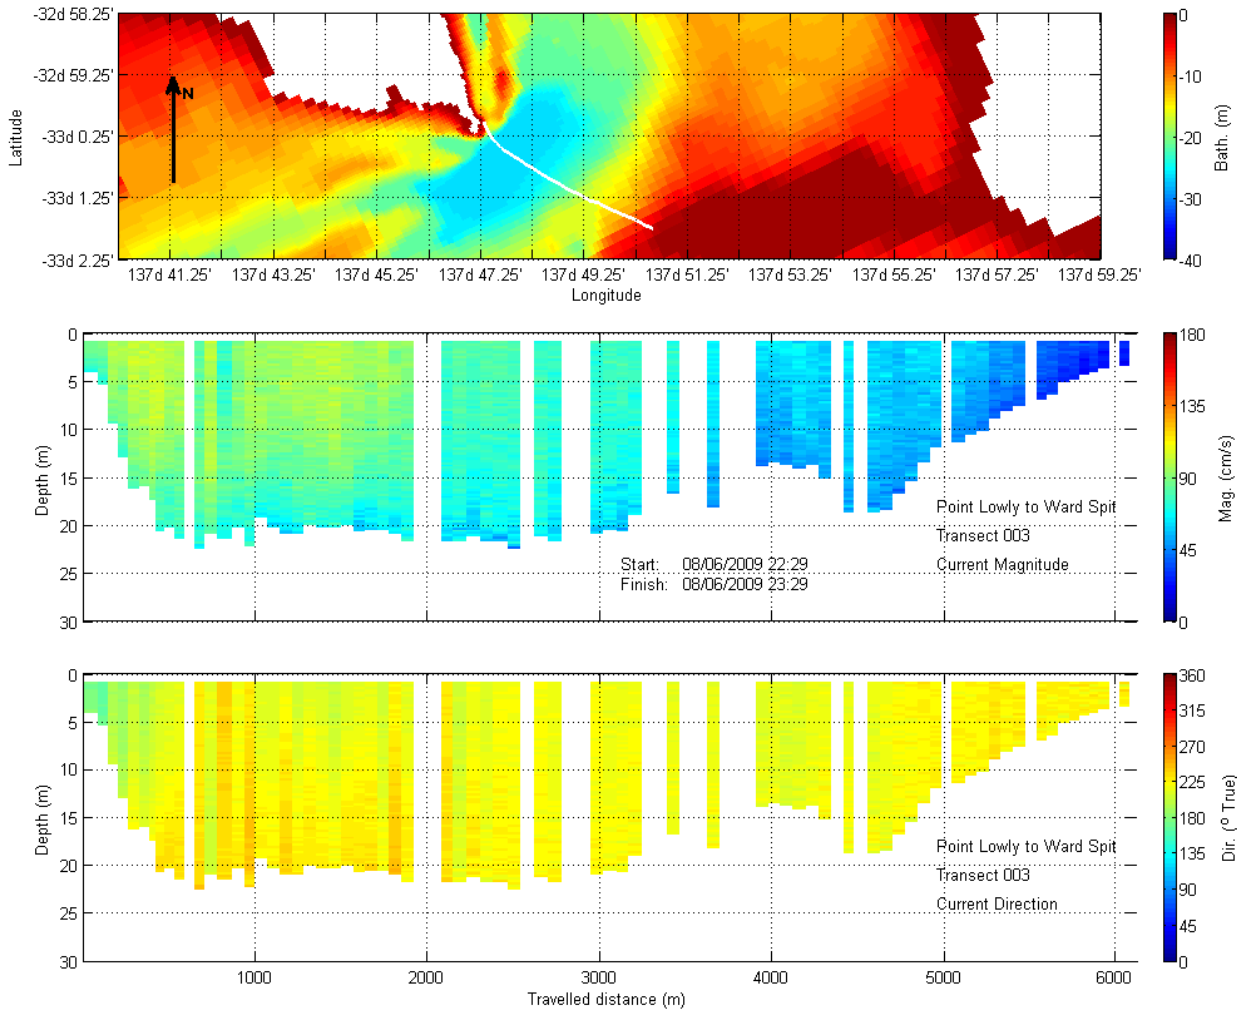 -32d 58.25'
-32d 59.25'
-33d 0.25'
-33d 1.25'
-33d 2.25'
Latitude
N
137d 41.25' 137d 43.25' 137d 45.25' 137d 47.25' 137d 49.25' 137d 51.25' 137d 53.25' 137d 55.25' 137d 57.25' 137d 59.25'
Longitude
0
-10
-20
-30
-40
Bath. (m)
0
5
10
15
20
25
30
Depth (m)
Point Lowly to Ward Spit
Transect 003
Current Magnitude
Start: 08/06/2009 22:29
Finish: 08/06/2009 23:29
180
135
90
45
0
Mag. (cm/s)
0
5
10
15
20
25
30
Depth (m)
Point Lowly to Ward Spit
Transect 003
Current Direction
1000 2000 3000 4000 5000 6000
Travelled distance (m)
360
315
270
225
180
135
90
45
0
Dir. (° True)